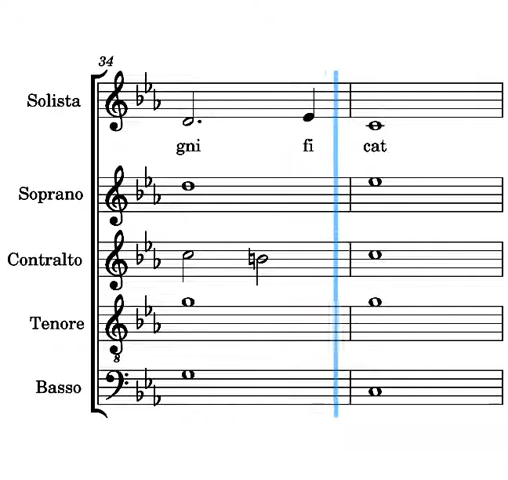 34
Solista
gni fi cat
Soprano
Contralto
Tenore
8
Basso